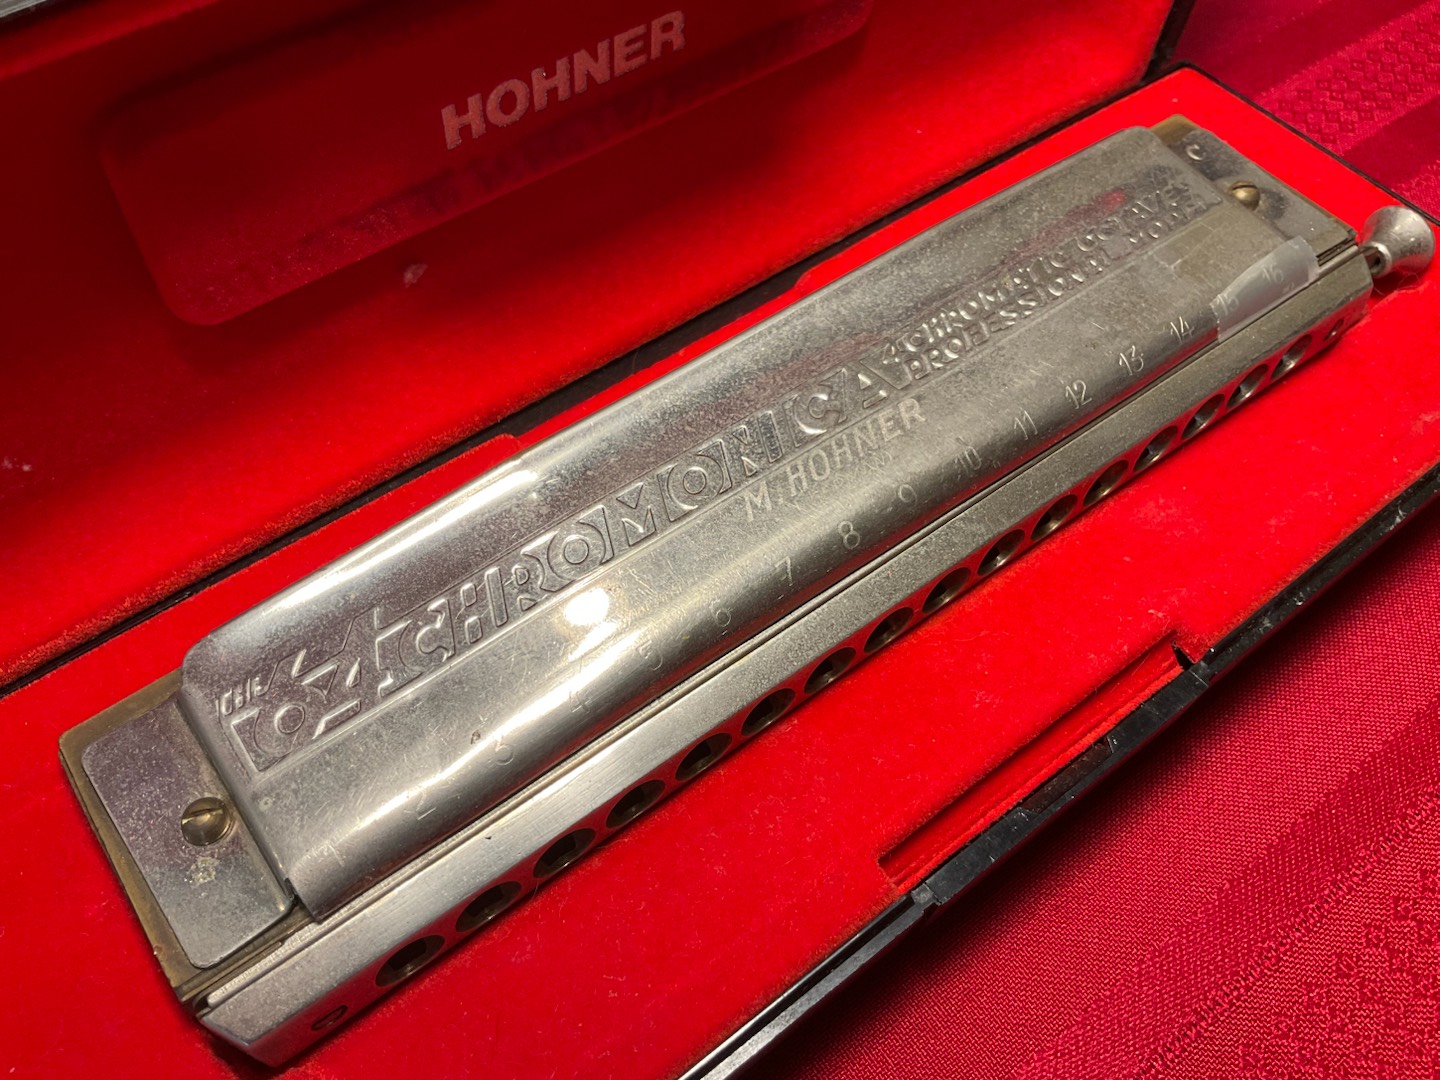 HOHNER
C
THE
64 CHROMONICA
4 CHROMATIC OCTAVES
PROFESSIONAL MODEL
M. HOHNER
1 2 3 4 5 6 7 8 9 10 11 12 13 14 15 16